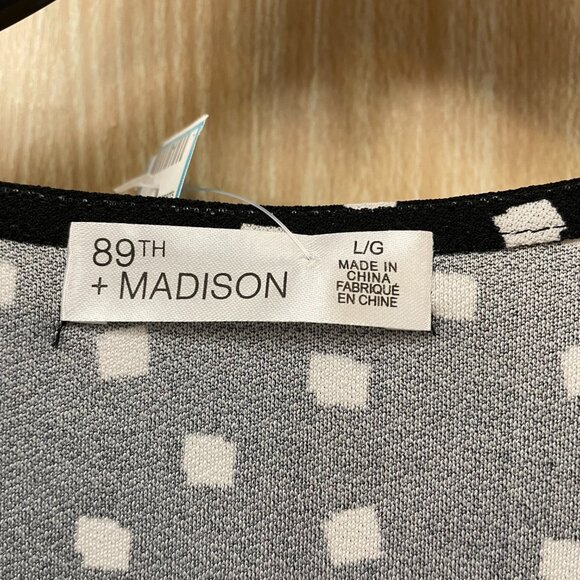 89TH
+ MADISON
L/G
MADE IN
CHINA
FABRIQUÉ
EN CHINE